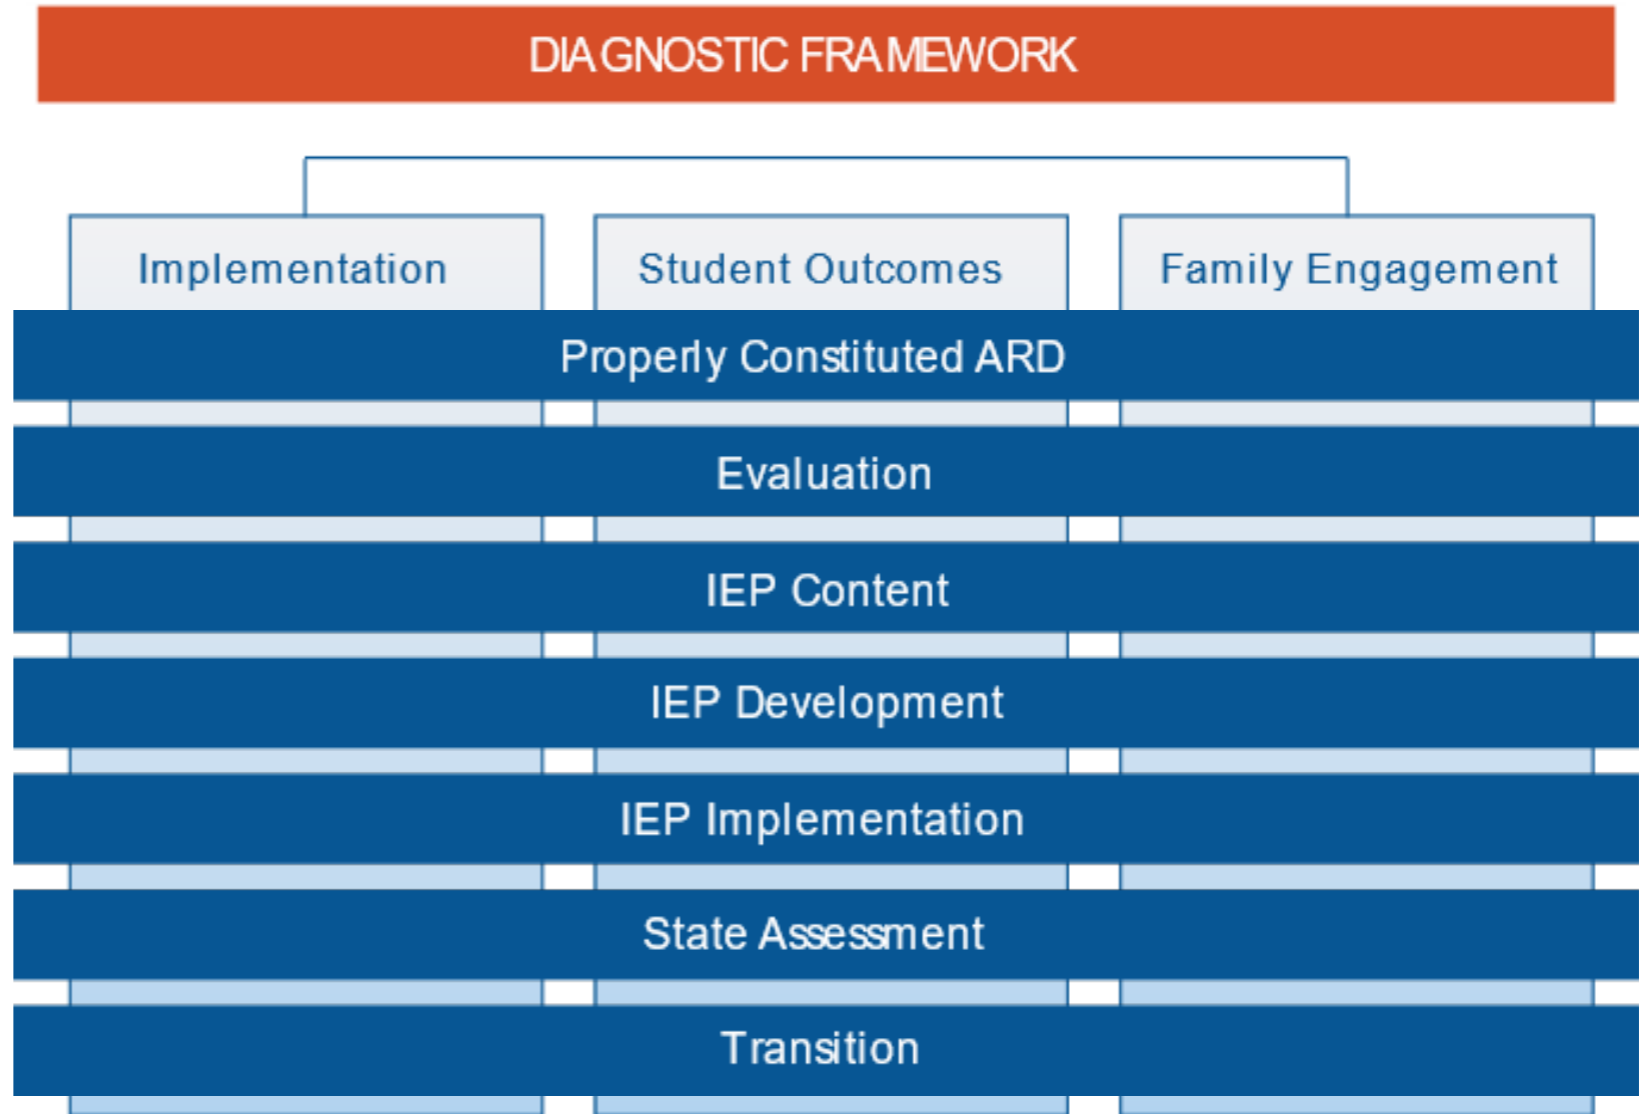 DIAGNOSTIC FRAMEWORK
Implementation
Student Outcomes
Family Engagement
Properly Constituted ARD
Evaluation
IEP Content
IEP Development
IEP Implementation
State Assessment
Transition